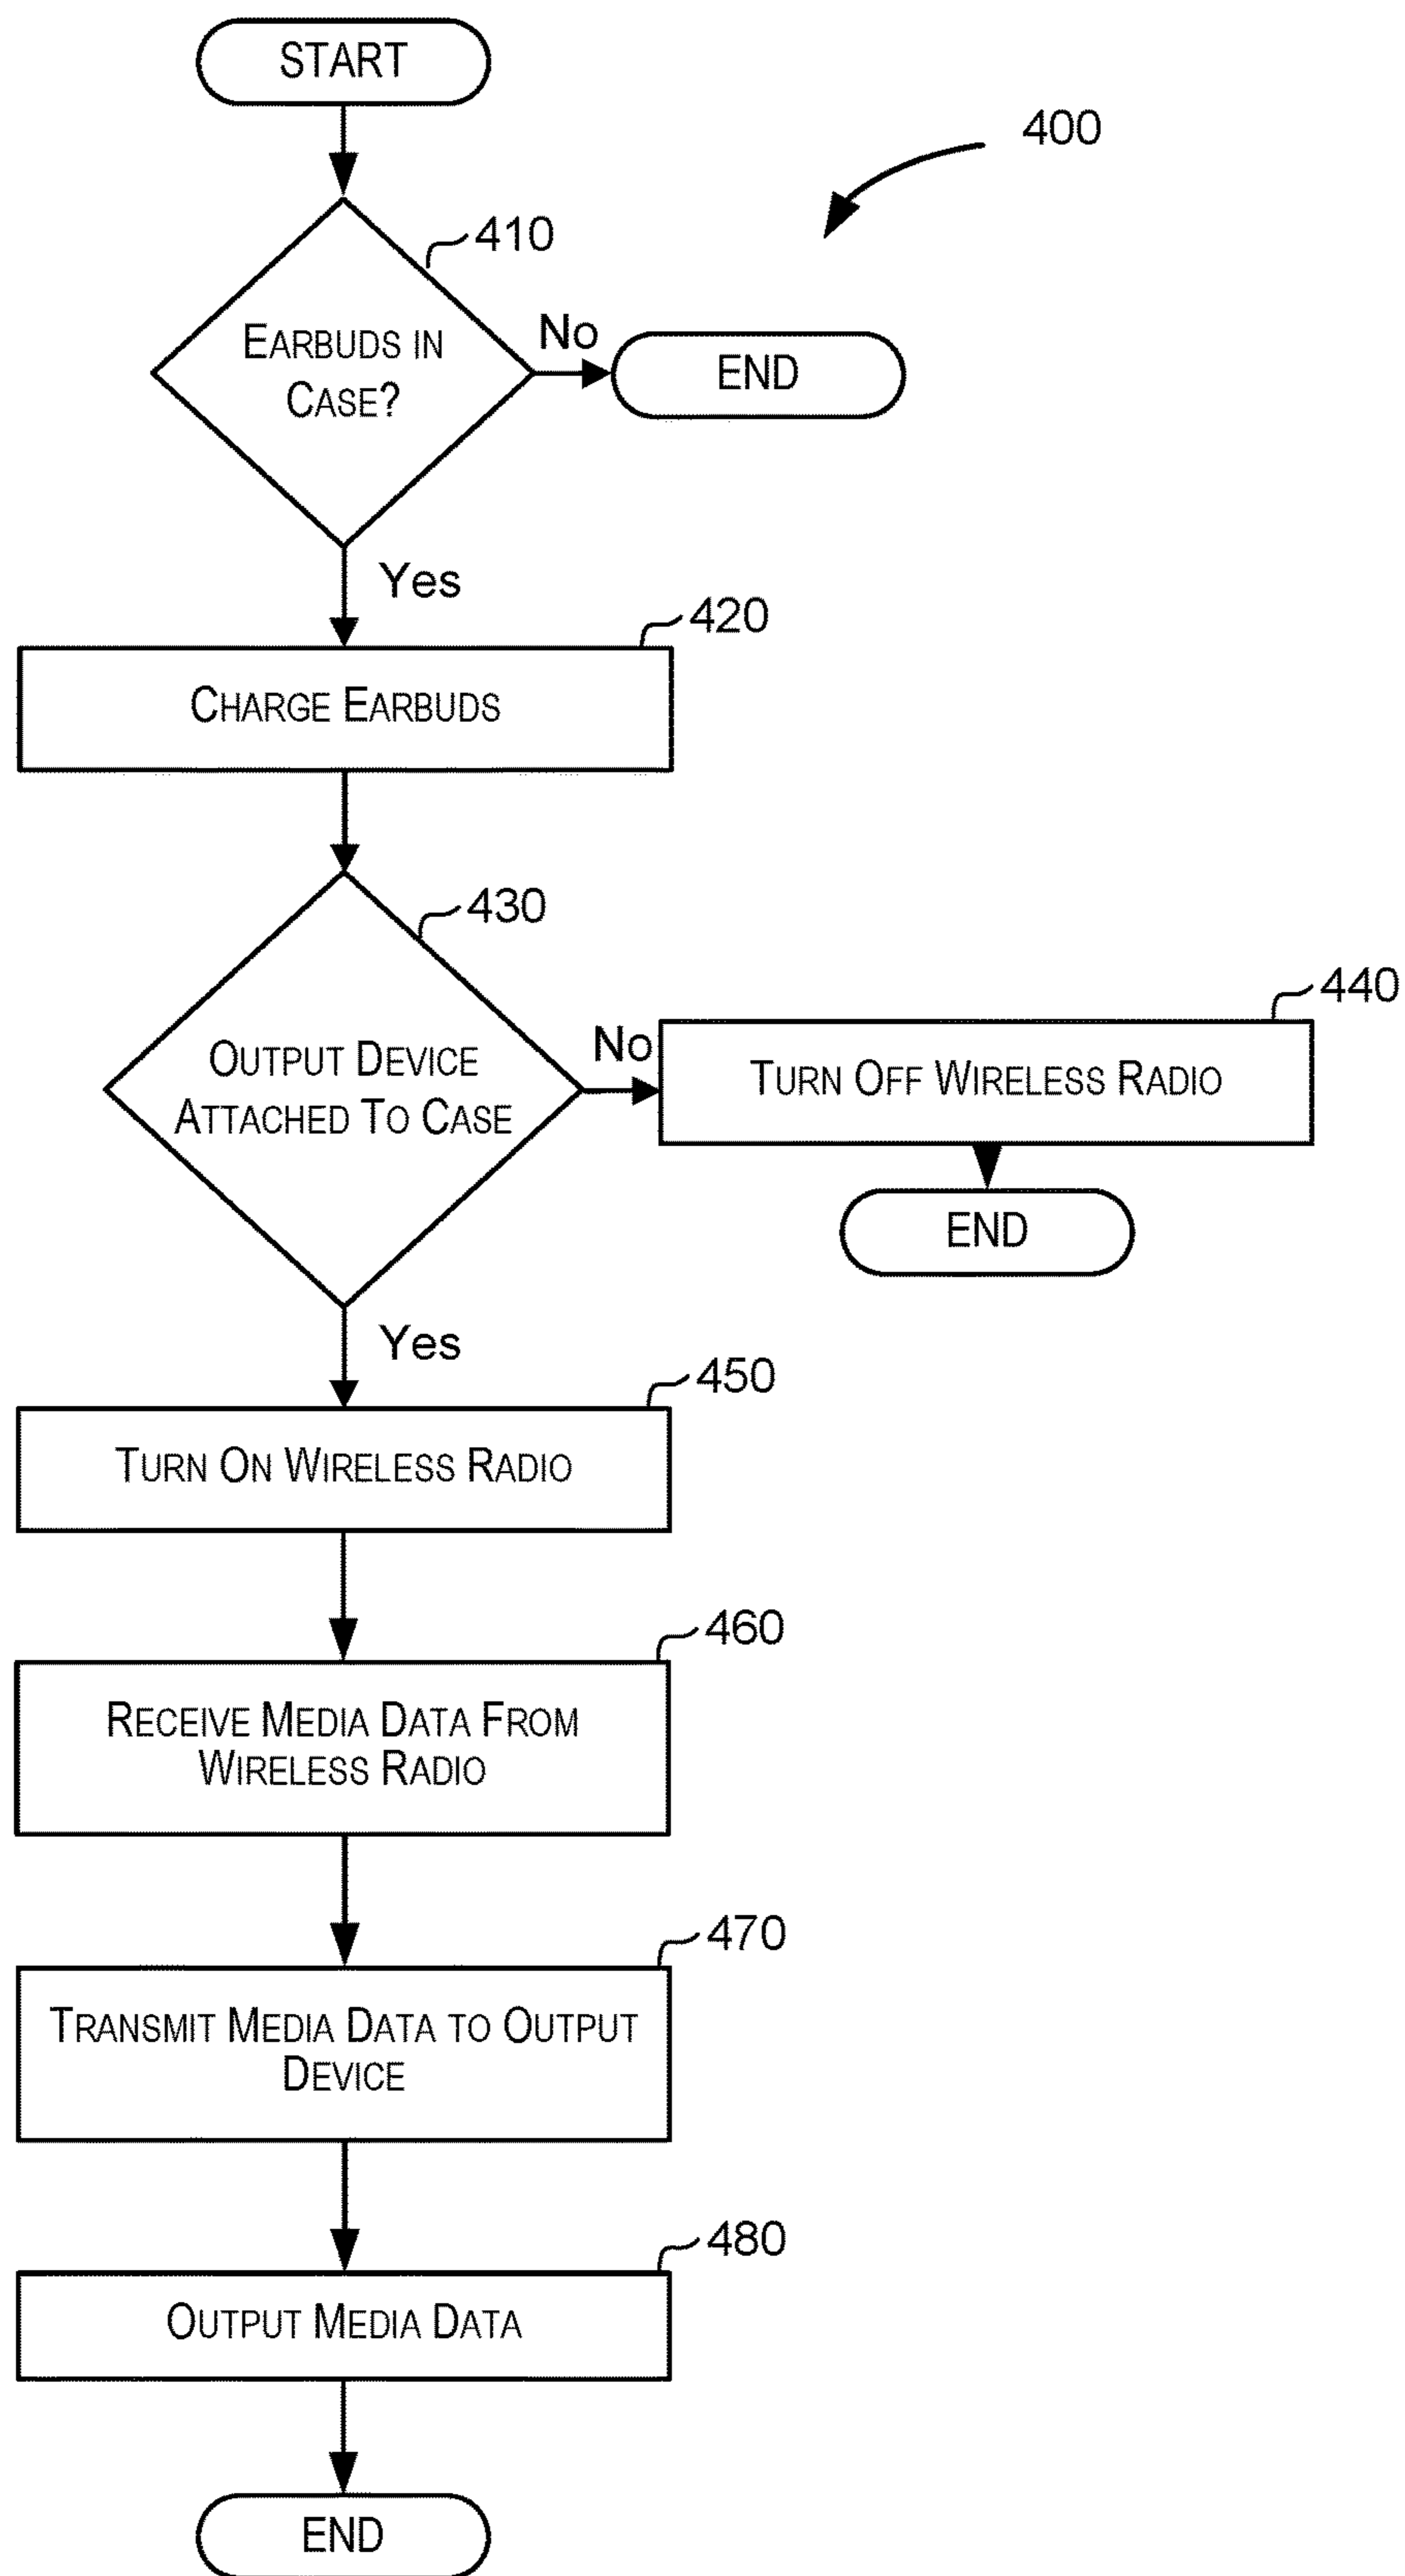 START
400
410
EARBUDS IN
CASE?
No
END
Yes
420
CHARGE EARBUDS
430
OUTPUT DEVICE
ATTACHED TO CASE
No
440
TURN OFF WIRELESS RADIO
END
Yes
450
TURN ON WIRELESS RADIO
460
RECEIVE MEDIA DATA FROM
WIRELESS RADIO
470
TRANSMIT MEDIA DATA TO OUTPUT
DEVICE
480
OUTPUT MEDIA DATA
END